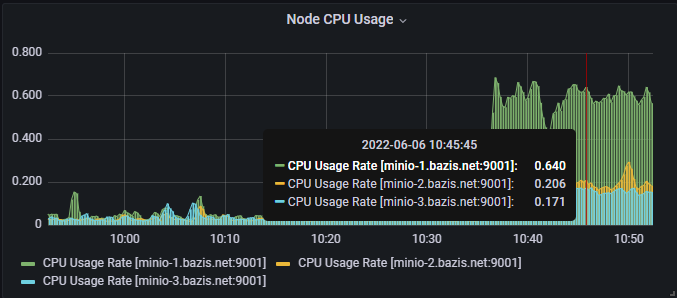 Node CPU Usage
0.800
0.600
0.400
0.200
0
2022-06-06 10:45:45
CPU Usage Rate [minio-1.bazis.net:9001]: 0.640
CPU Usage Rate [minio-2.bazis.net:9001]: 0.206
CPU Usage Rate [minio-3.bazis.net:9001]: 0.171
10:00 10:10 10:20 10:30 10:40 10:50
CPU Usage Rate [minio-1.bazis.net:9001] CPU Usage Rate [minio-2.bazis.net:9001]
CPU Usage Rate [minio-3.bazis.net:9001]